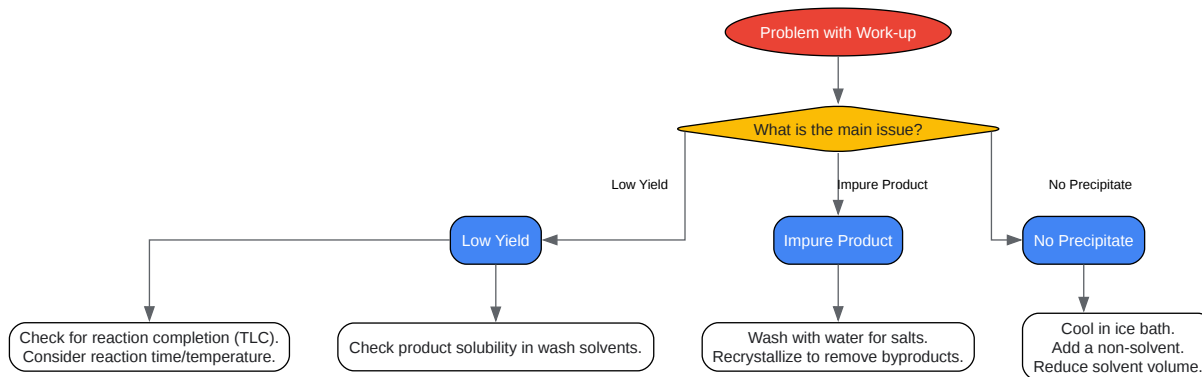 Problem with Work-up
What is the main issue?
Low Yield
Impure Product
No Precipitate
Low Yield
Impure Product
No Precipitate
Check for reaction completion (TLC).
Consider reaction time/temperature.
Check product solubility in wash solvents.
Wash with water for salts.
Recrystallize to remove byproducts.
Cool in ice bath.
Add a non-solvent.
Reduce solvent volume.